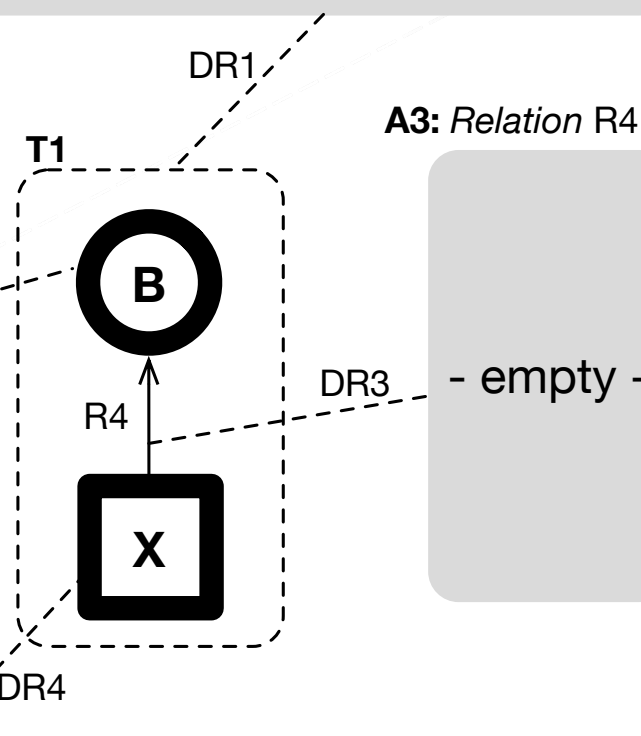 DR1
A3: Relation R4
T1
B
- empty -
DR3
R4
X
DR4